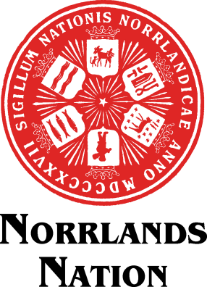 SIGILLUM NATIONIS NORRLANDICAE ANNO MDCCCXXVII
NORRLANDS
NATION